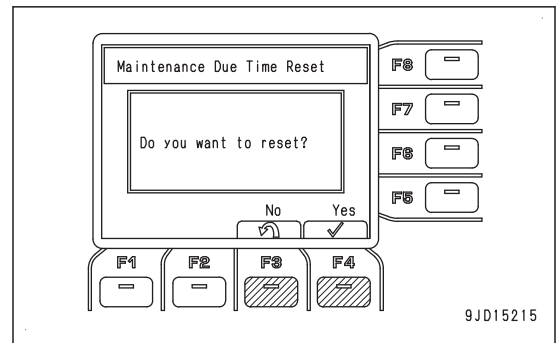 Maintenance Due Time Reset
F8
F7
Do you want to reset?
F6
F5
No Yes
F1 F2 F3 F4
9JD15215